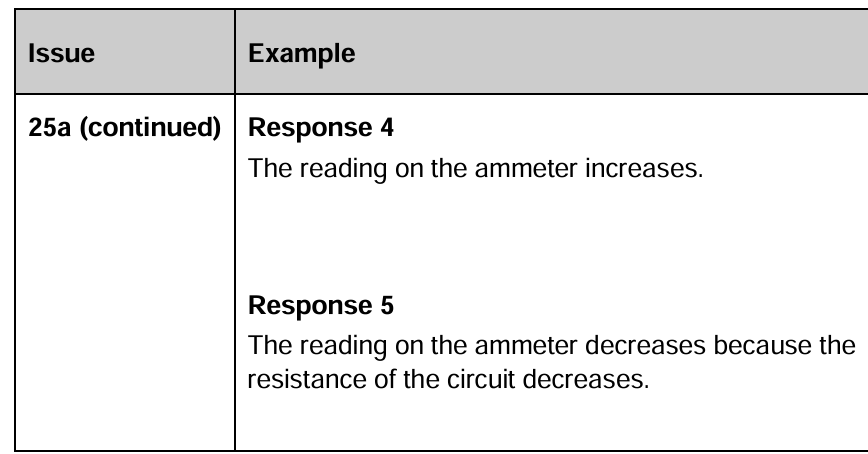 Issue
Example
25a (continued)
Response 4
The reading on the ammeter increases.
Response 5
The reading on the ammeter decreases because the
resistance of the circuit decreases.